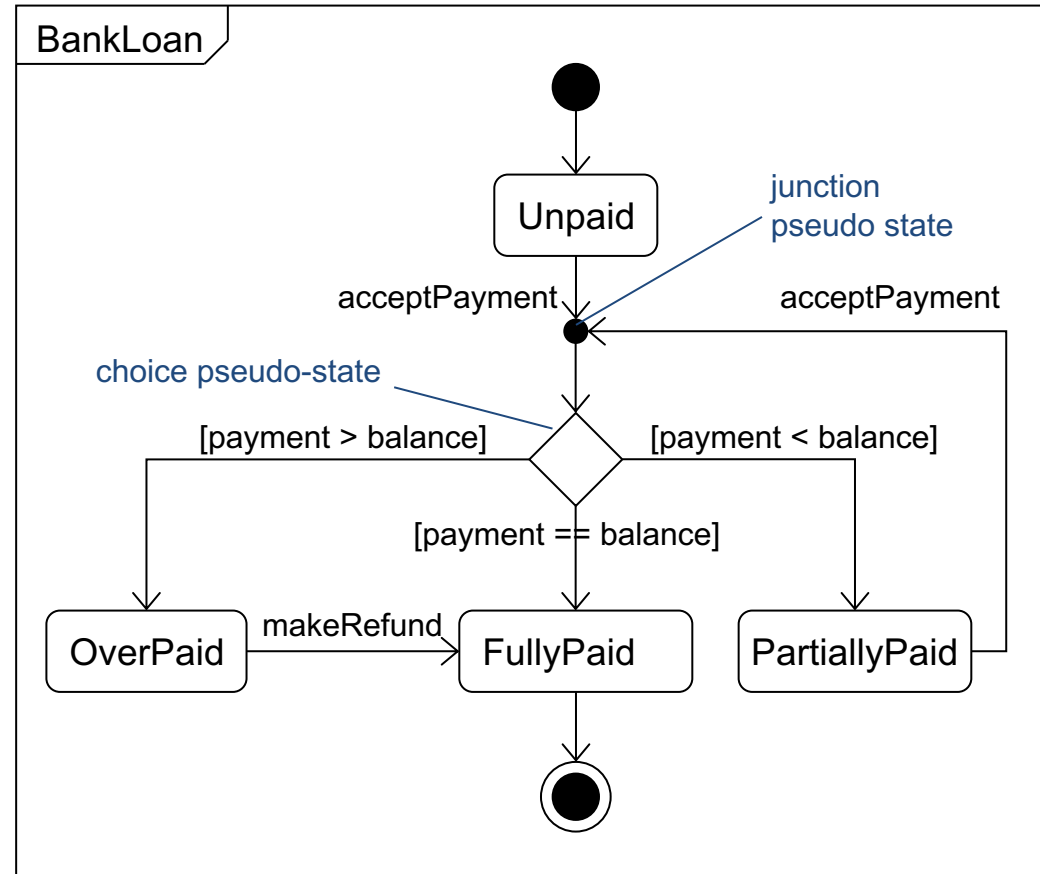 BankLoan
junction
pseudo state
Unpaid
acceptPayment
acceptPayment
choice pseudo-state
[payment > balance]
[payment < balance]
[payment == balance]
makeRefund
OverPaid
FullyPaid
PartiallyPaid